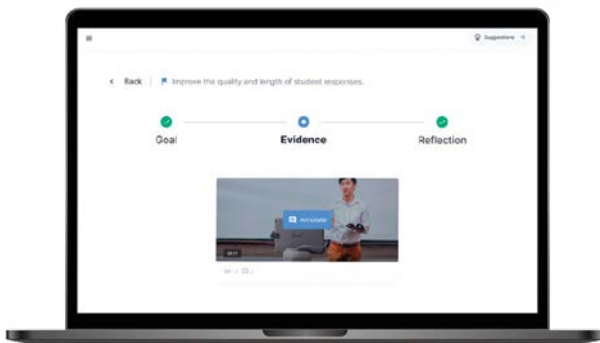 Suggestions
Back
Improve the quality and length of student responses.
Goal
Evidence
Reflection
Annotate